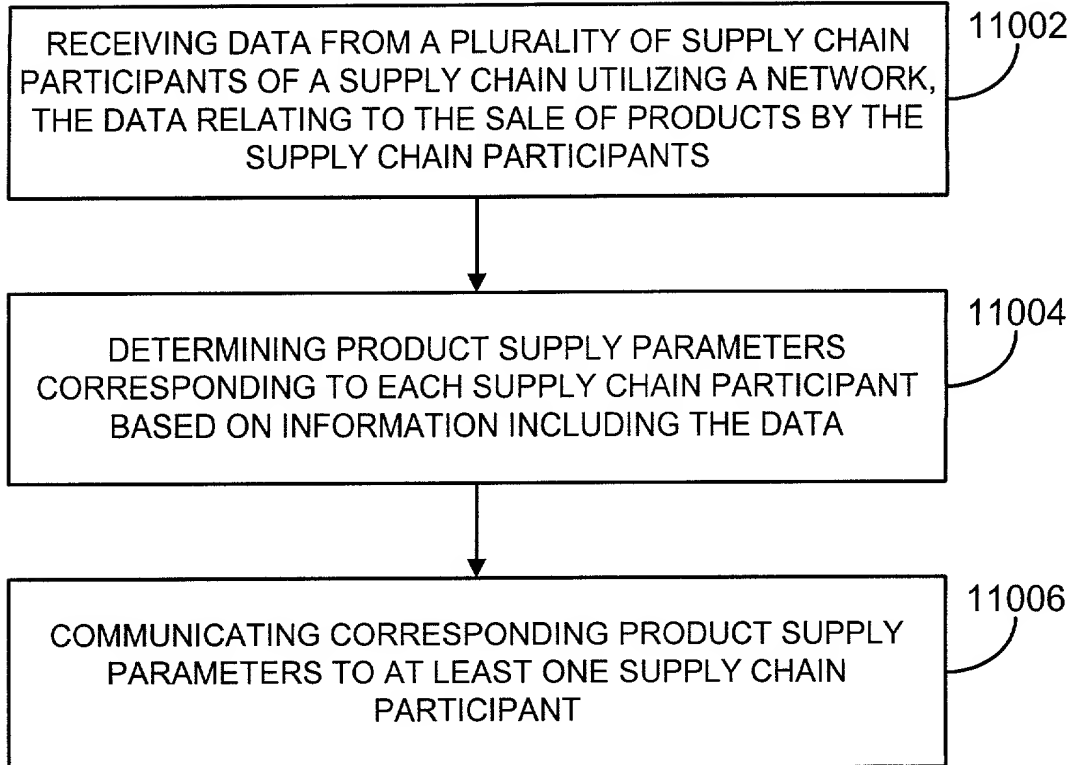 RECEIVING DATA FROM A PLURALITY OF SUPPLY CHAIN
PARTICIPANTS OF A SUPPLY CHAIN UTILIZING A NETWORK,
THE DATA RELATING TO THE SALE OF PRODUCTS BY THE
SUPPLY CHAIN PARTICIPANTS
11002
DETERMINING PRODUCT SUPPLY PARAMETERS
CORRESPONDING TO EACH SUPPLY CHAIN PARTICIPANT
BASED ON INFORMATION INCLUDING THE DATA
11004
COMMUNICATING CORRESPONDING PRODUCT SUPPLY
PARAMETERS TO AT LEAST ONE SUPPLY CHAIN
PARTICIPANT
11006